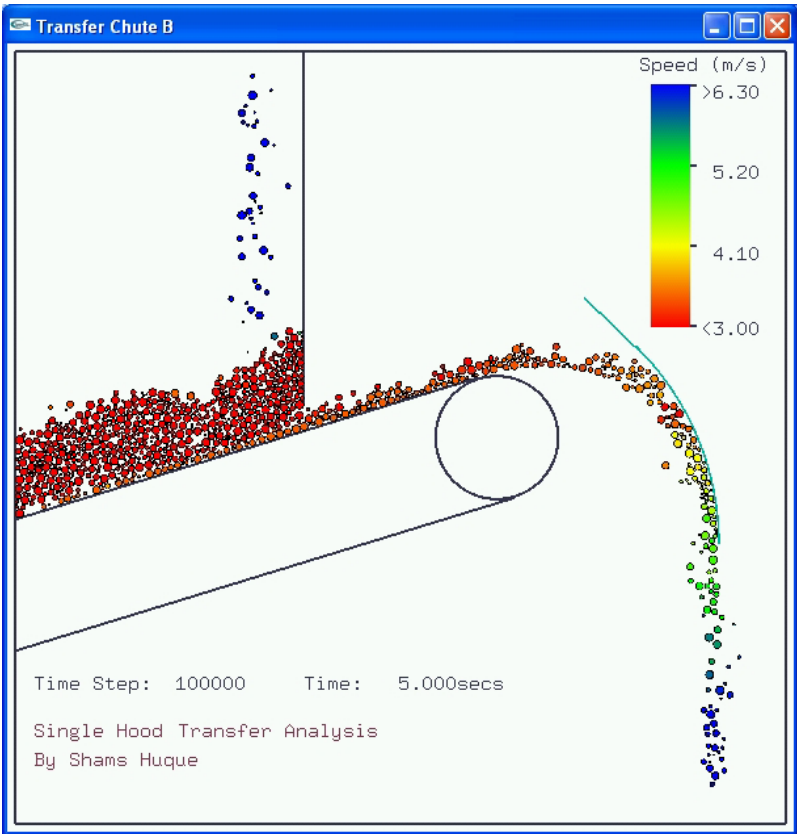 Transfer Chute B
Speed (m/s)
>6.30
5.20
4.10
<3.00
Time Step: 100000 Time: 5.000secs
Single Hood Transfer Analysis
By Shams Huque